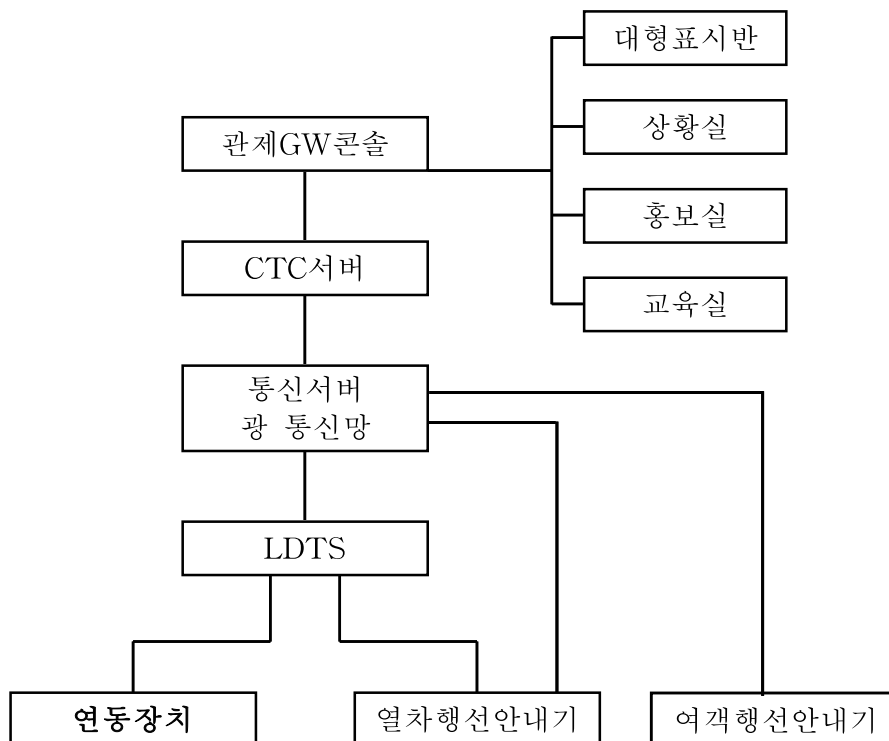 대형표시반
상황실
관제GW콘솔
홍보실
CTC서버
교육실
통신서버
광 통신망
LDTS
연동장치
열차행선안내기
여객행선안내기